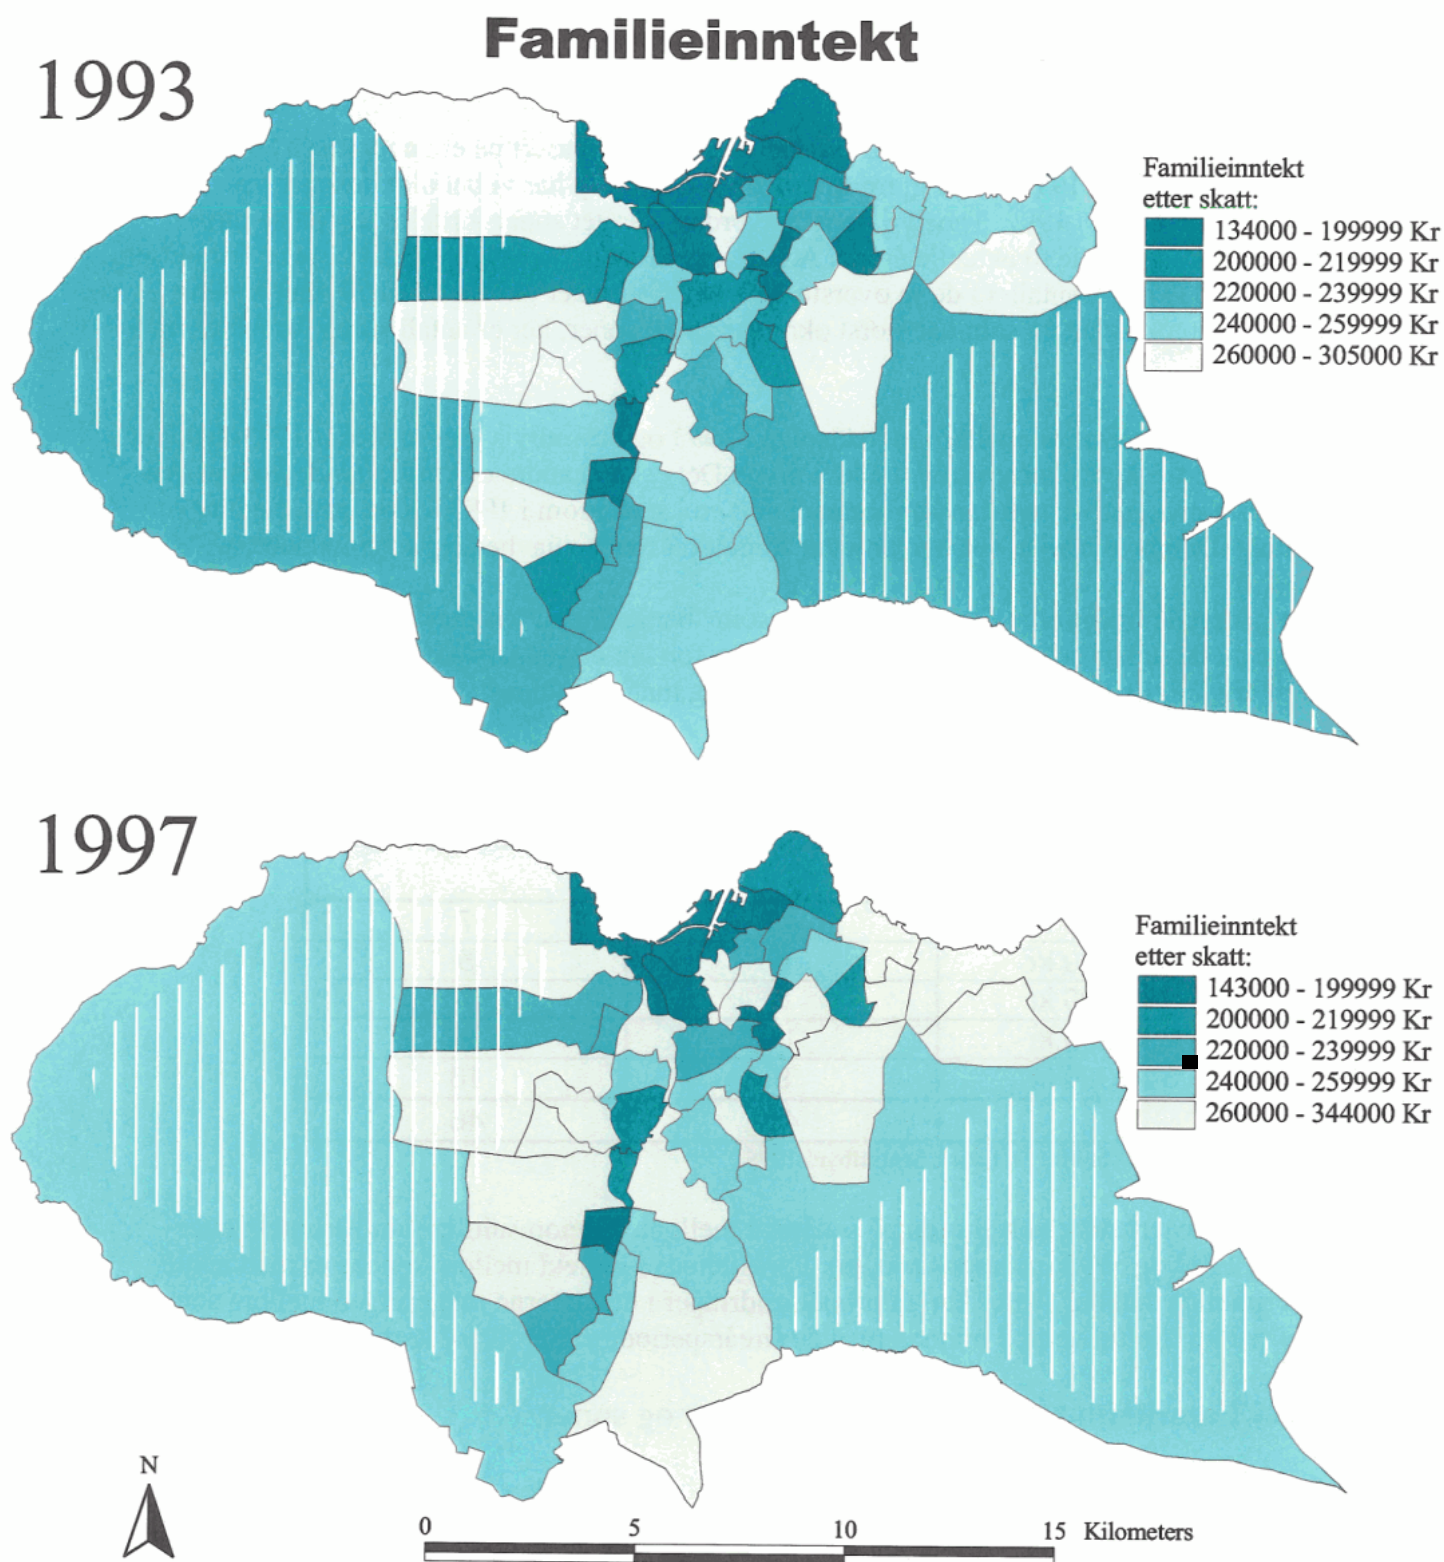 Familieinntekt
1993
Familieinntekt
etter skatt:
134000 - 199999 Kr
200000 - 219999 Kr
220000 - 239999 Kr
240000 - 259999 Kr
260000 - 305000 Kr
1997
Familieinntekt
etter skatt:
143000 - 199999 Kr
200000 - 219999 Kr
220000 - 239999 Kr
240000 - 259999 Kr
260000 - 344000 Kr
N
0 5 10 15 Kilometers